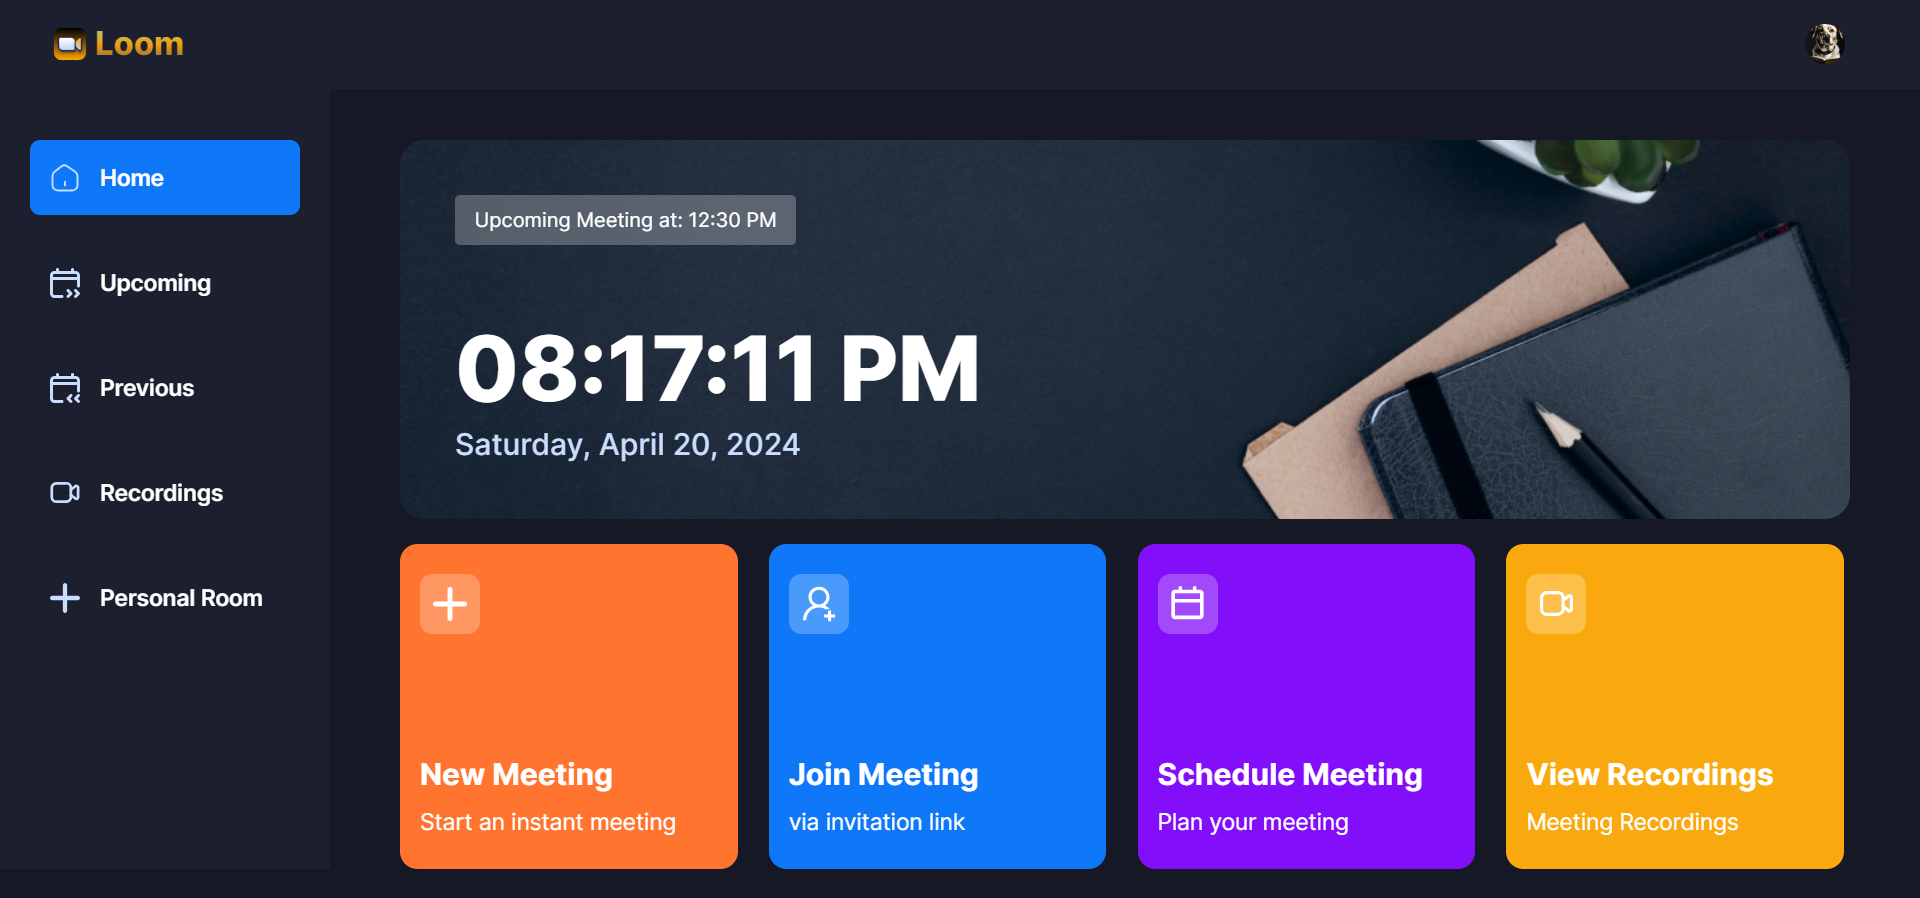 Loom
Home
Upcoming
Previous
Recordings
Personal Room
Upcoming Meeting at: 12:30 PM
08:17:11 PM
Saturday, April 20, 2024
New Meeting
Start an instant meeting
Join Meeting
via invitation link
Schedule Meeting
Plan your meeting
View Recordings
Meeting Recordings